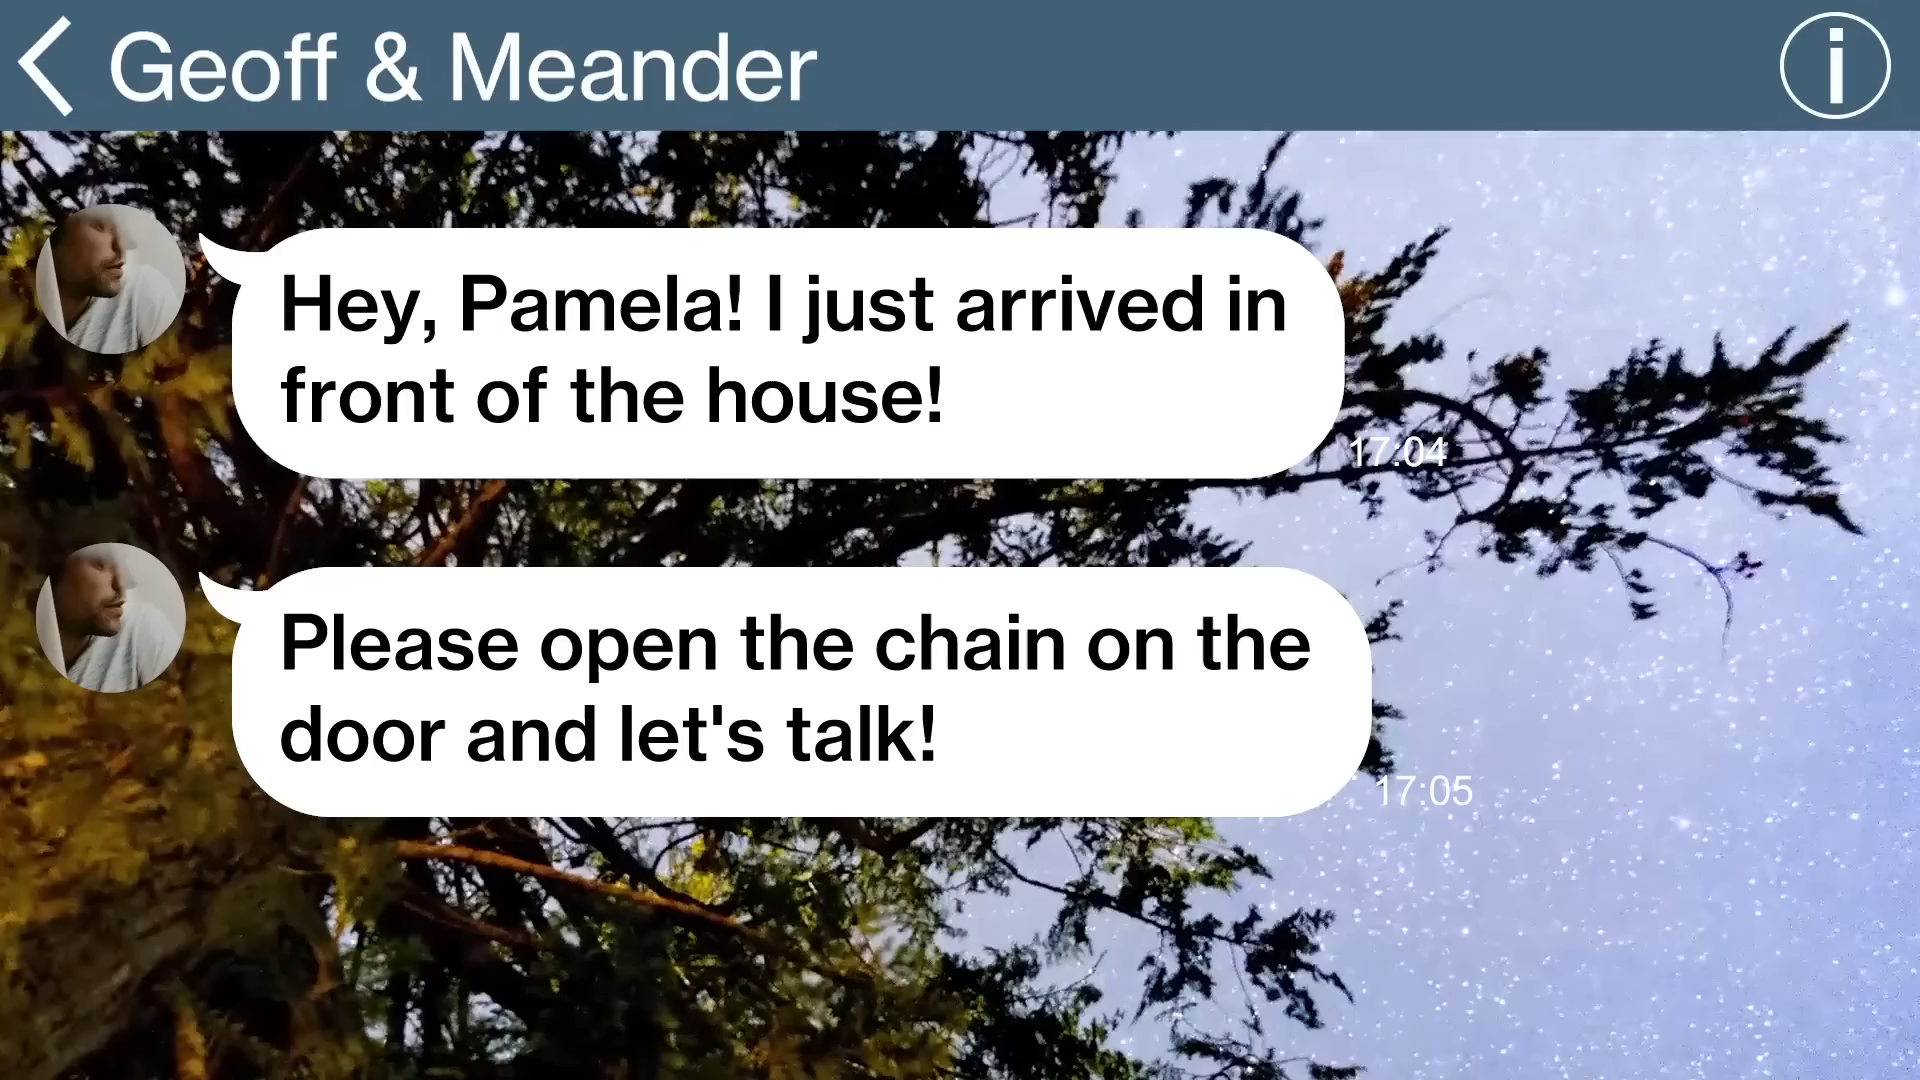 Geoff & Meander
Hey, Pamela! I just arrived in
front of the house!
17:04
Please open the chain on the
door and let's talk!
17:05